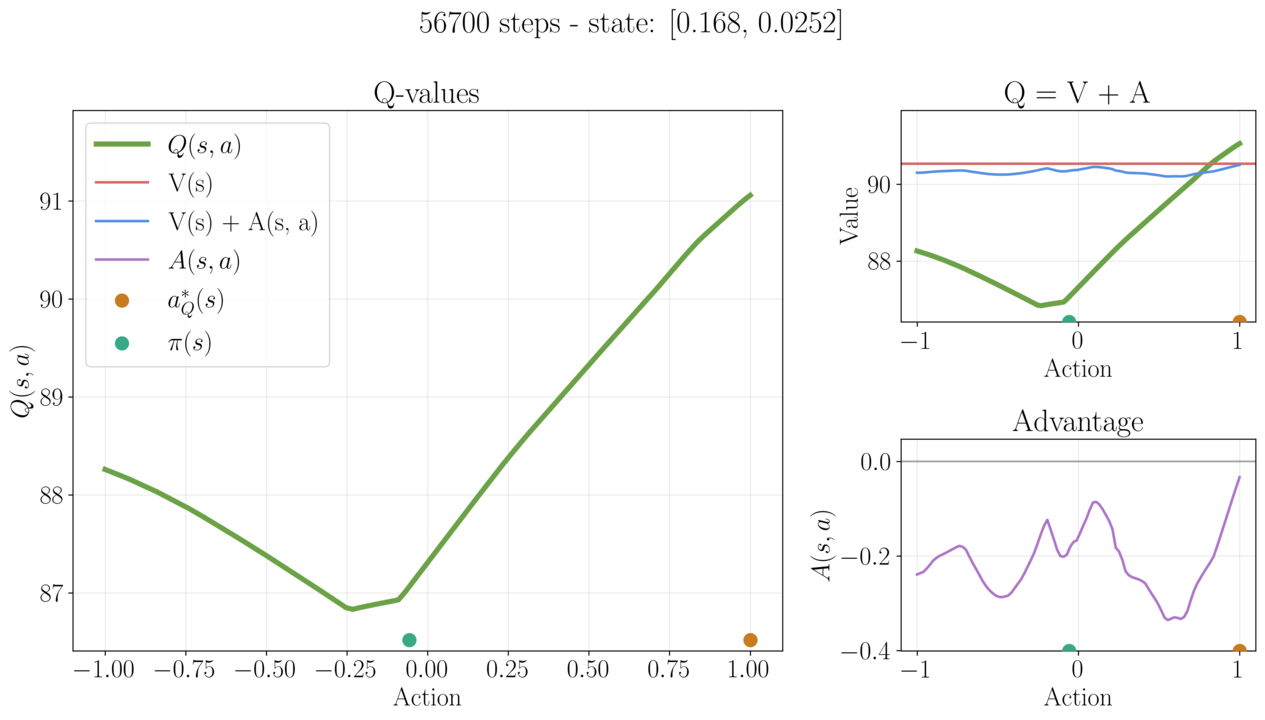 56700 steps - state: [0.168, 0.0252]
Q-values
Q(s, a)
V(s)
V(s) + A(s, a)
A(s, a)
a*_Q(s)
π(s)
91
90
89
88
87
Q(s, a)
−1.00 −0.75 −0.50 −0.25 0.00 0.25 0.50 0.75 1.00
Action
Q = V + A
90
88
Value
−1 0 1
Action
Advantage
0.0
−0.2
−0.4
A(s, a)
−1 0 1
Action